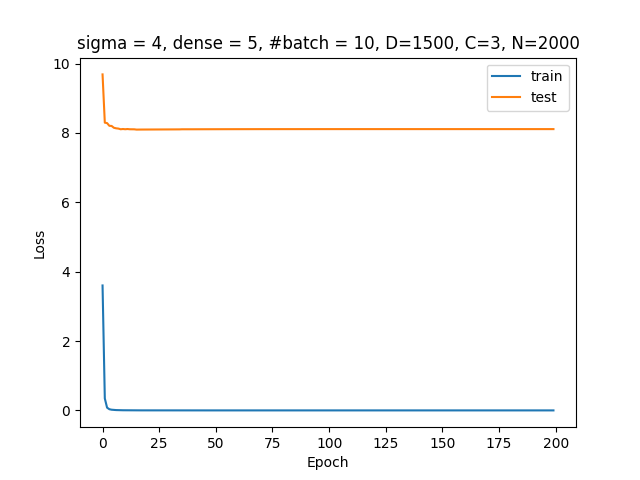 sigma = 4, dense = 5, #batch = 10, D=1500, C=3, N=2000
train
test
10
8
6
4
2
0
Loss
0 25 50 75 100 125 150 175 200
Epoch